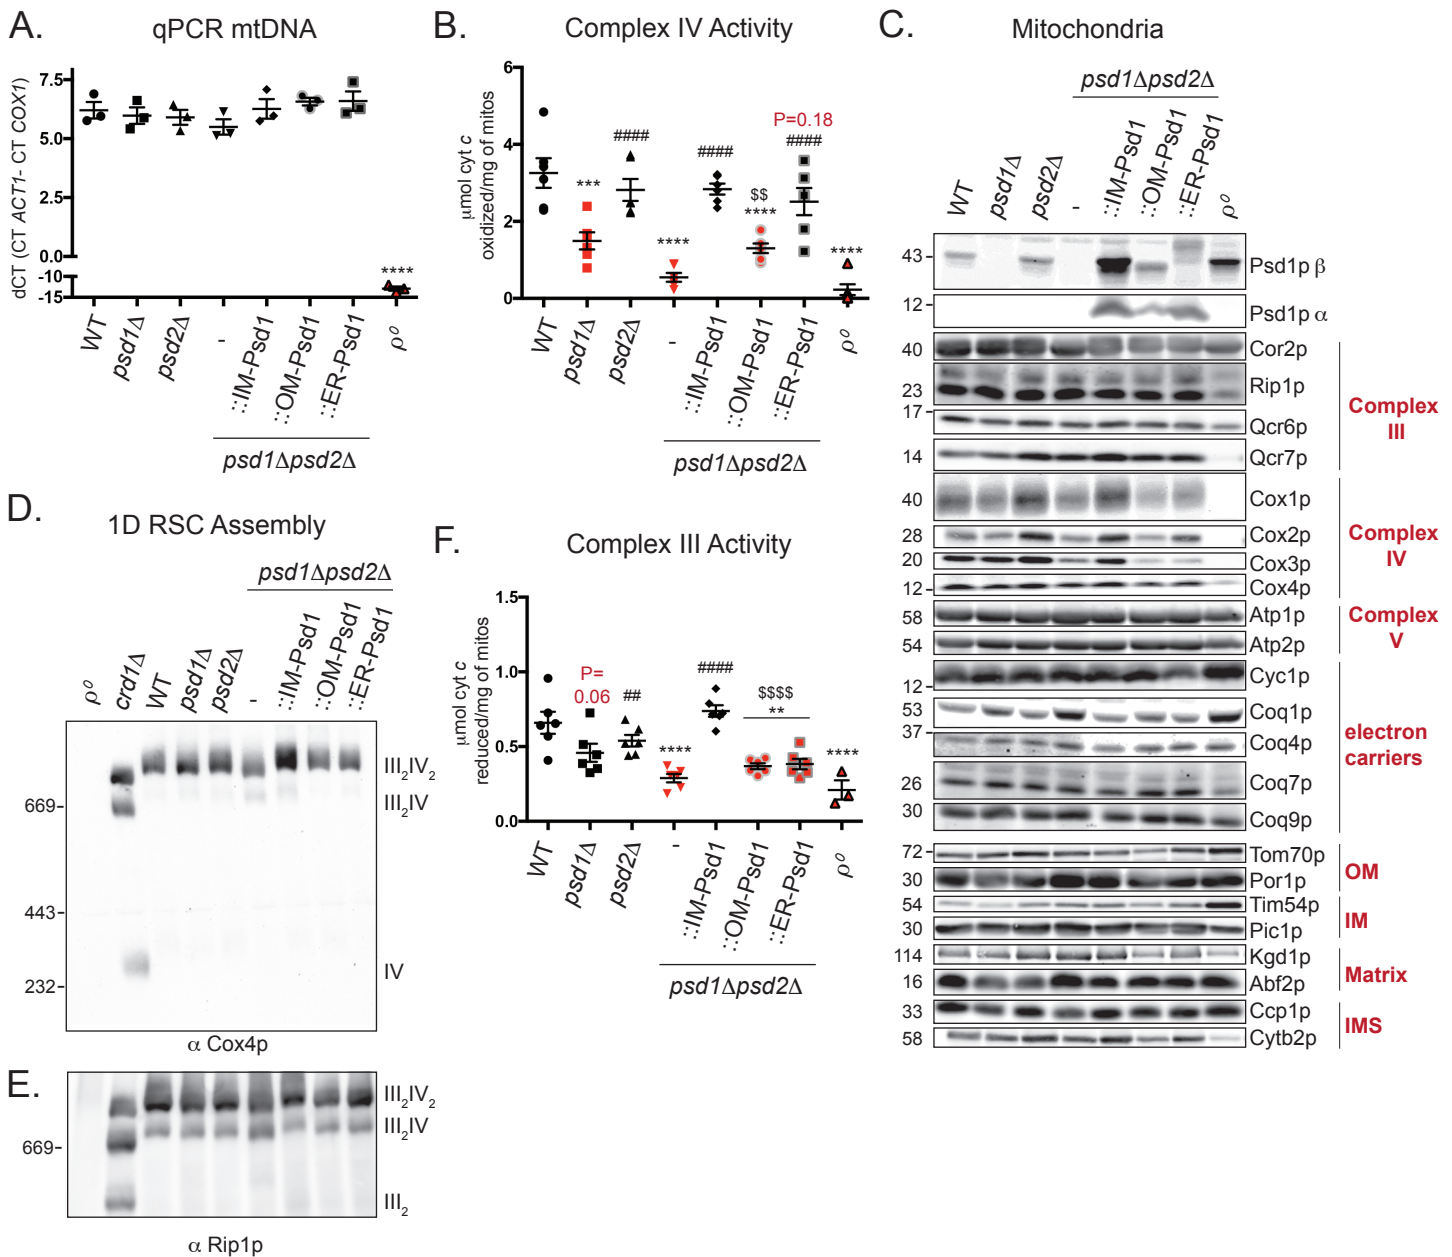 A.
qPCR mtDNA
dCT (CT ACT1- CT COX1)
7.5
5.0
2.5
0.0
-10
-15
****
WT
psd1Δ
psd2Δ
-
::IM-Psd1
::OM-Psd1
::ER-Psd1
ρ⁰
psd1Δpsd2Δ
B.
Complex IV Activity
μmol cyt c
oxidized/mg of mitos
6
4
2
0
***
####
****
####
$$
****
P=0.18
####
****
WT
psd1Δ
psd2Δ
-
::IM-Psd1
::OM-Psd1
::ER-Psd1
ρ⁰
psd1Δpsd2Δ
C.
Mitochondria
psd1Δpsd2Δ
WT
psd1Δ
psd2Δ
-
::IM-Psd1
::OM-Psd1
::ER-Psd1
ρ⁰
43
Psd1p β
12
Psd1p α
40
Cor2p
23
Rip1p
17
Qcr6p
14
Qcr7p
Complex
III
40
Cox1p
28
Cox2p
20
Cox3p
12
Cox4p
Complex
IV
58
Atp1p
54
Atp2p
Complex
V
12
Cyc1p
53
Coq1p
37
Coq4p
26
Coq7p
30
Coq9p
electron
carriers
72
Tom70p
30
Por1p
OM
54
Tim54p
30
Pic1p
IM
114
Kgd1p
16
Abf2p
Matrix
33
Ccp1p
58
Cytb2p
IMS
D.
1D RSC Assembly
psd1Δpsd2Δ
ρ⁰
crd1Δ
WT
psd1Δ
psd2Δ
-
::IM-Psd1
::OM-Psd1
::ER-Psd1
669-
443-
232-
III₂IV₂
III₂IV
IV
α Cox4p
E.
669-
III₂IV₂
III₂IV
III₂
α Rip1p
F.
Complex III Activity
μmol cyt c
reduced/mg of mitos
1.5
1.0
0.5
0.0
P=
0.06
##
****
####
$$$$
**
****
WT
psd1Δ
psd2Δ
-
::IM-Psd1
::OM-Psd1
::ER-Psd1
ρ⁰
psd1Δpsd2Δ